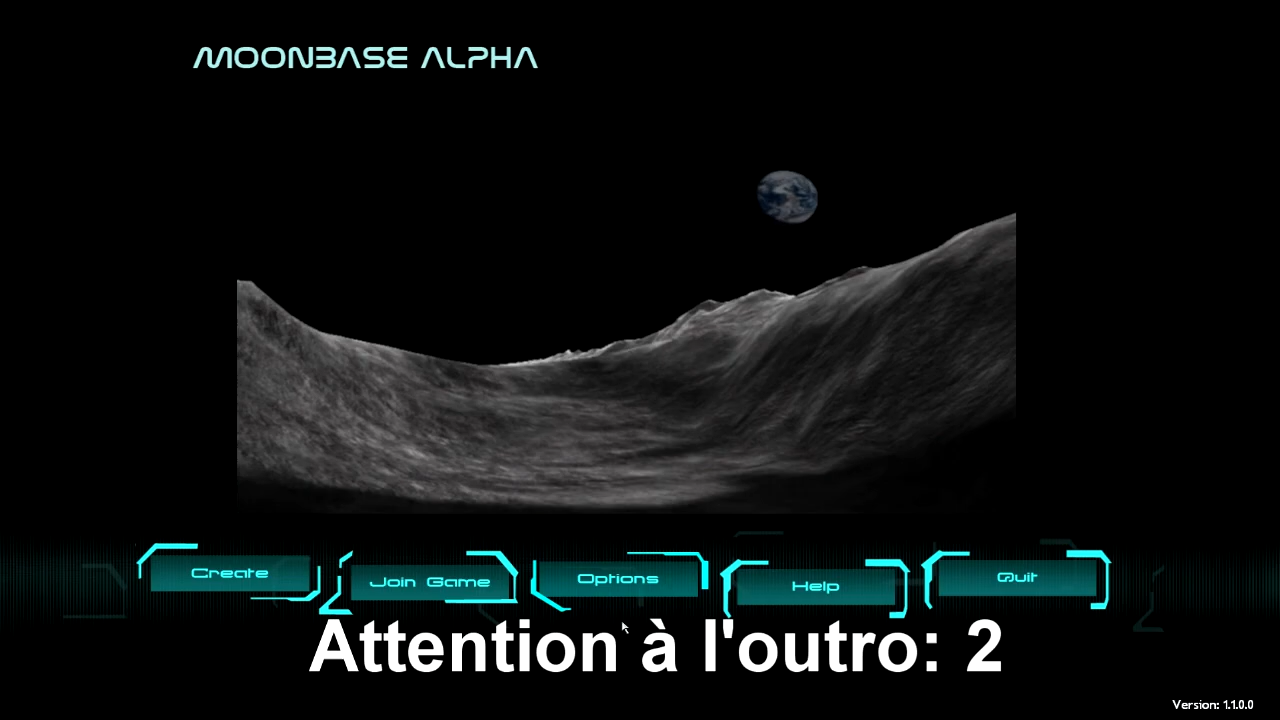 MOONBASE ALPHA
Create
Join Game
Options
Help
Quit
Attention à l'outro: 2
Version: 1.1.0.0